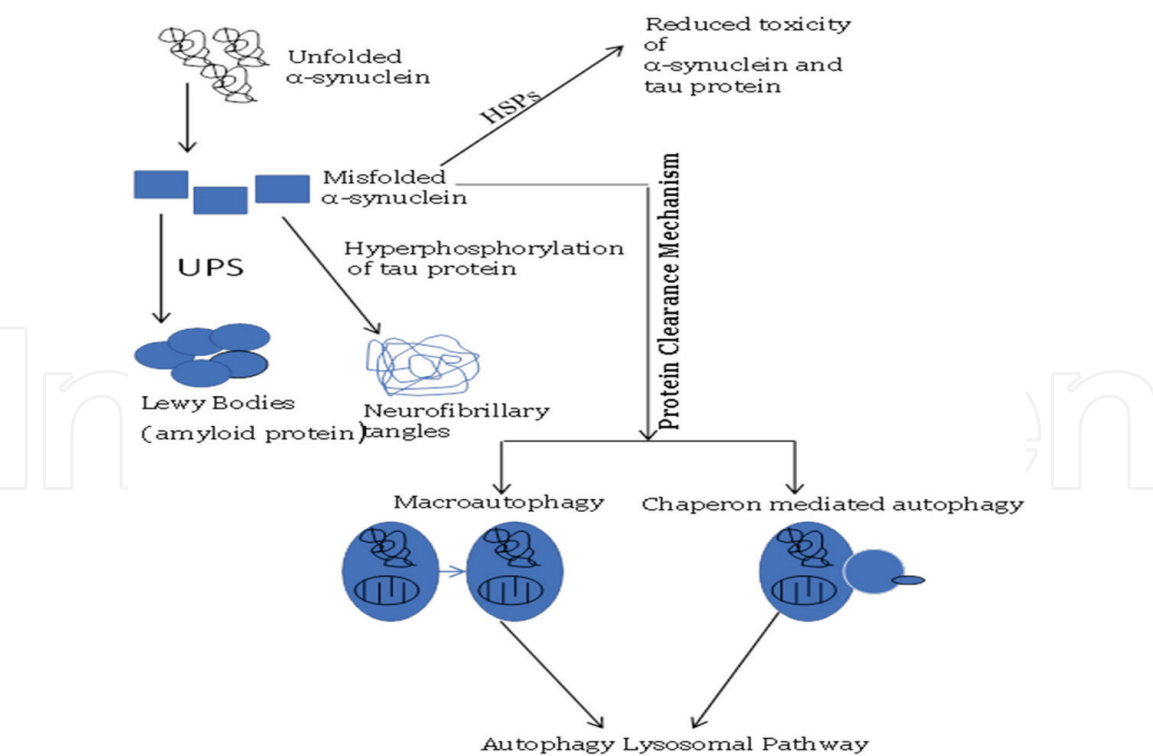 Unfolded
α-synuclein
Reduced toxicity
of
α-synuclein and
tau protein
HSPs
Misfolded
α-synuclein
Protein Clearance Mechanism
UPS
Hyperphosphorylation
of tau protein
Lewy Bodies
(amyloid protein)
Neurofibrillary
tangles
Macroautophagy
Chaperon mediated autophagy
Autophagy Lysosomal Pathway